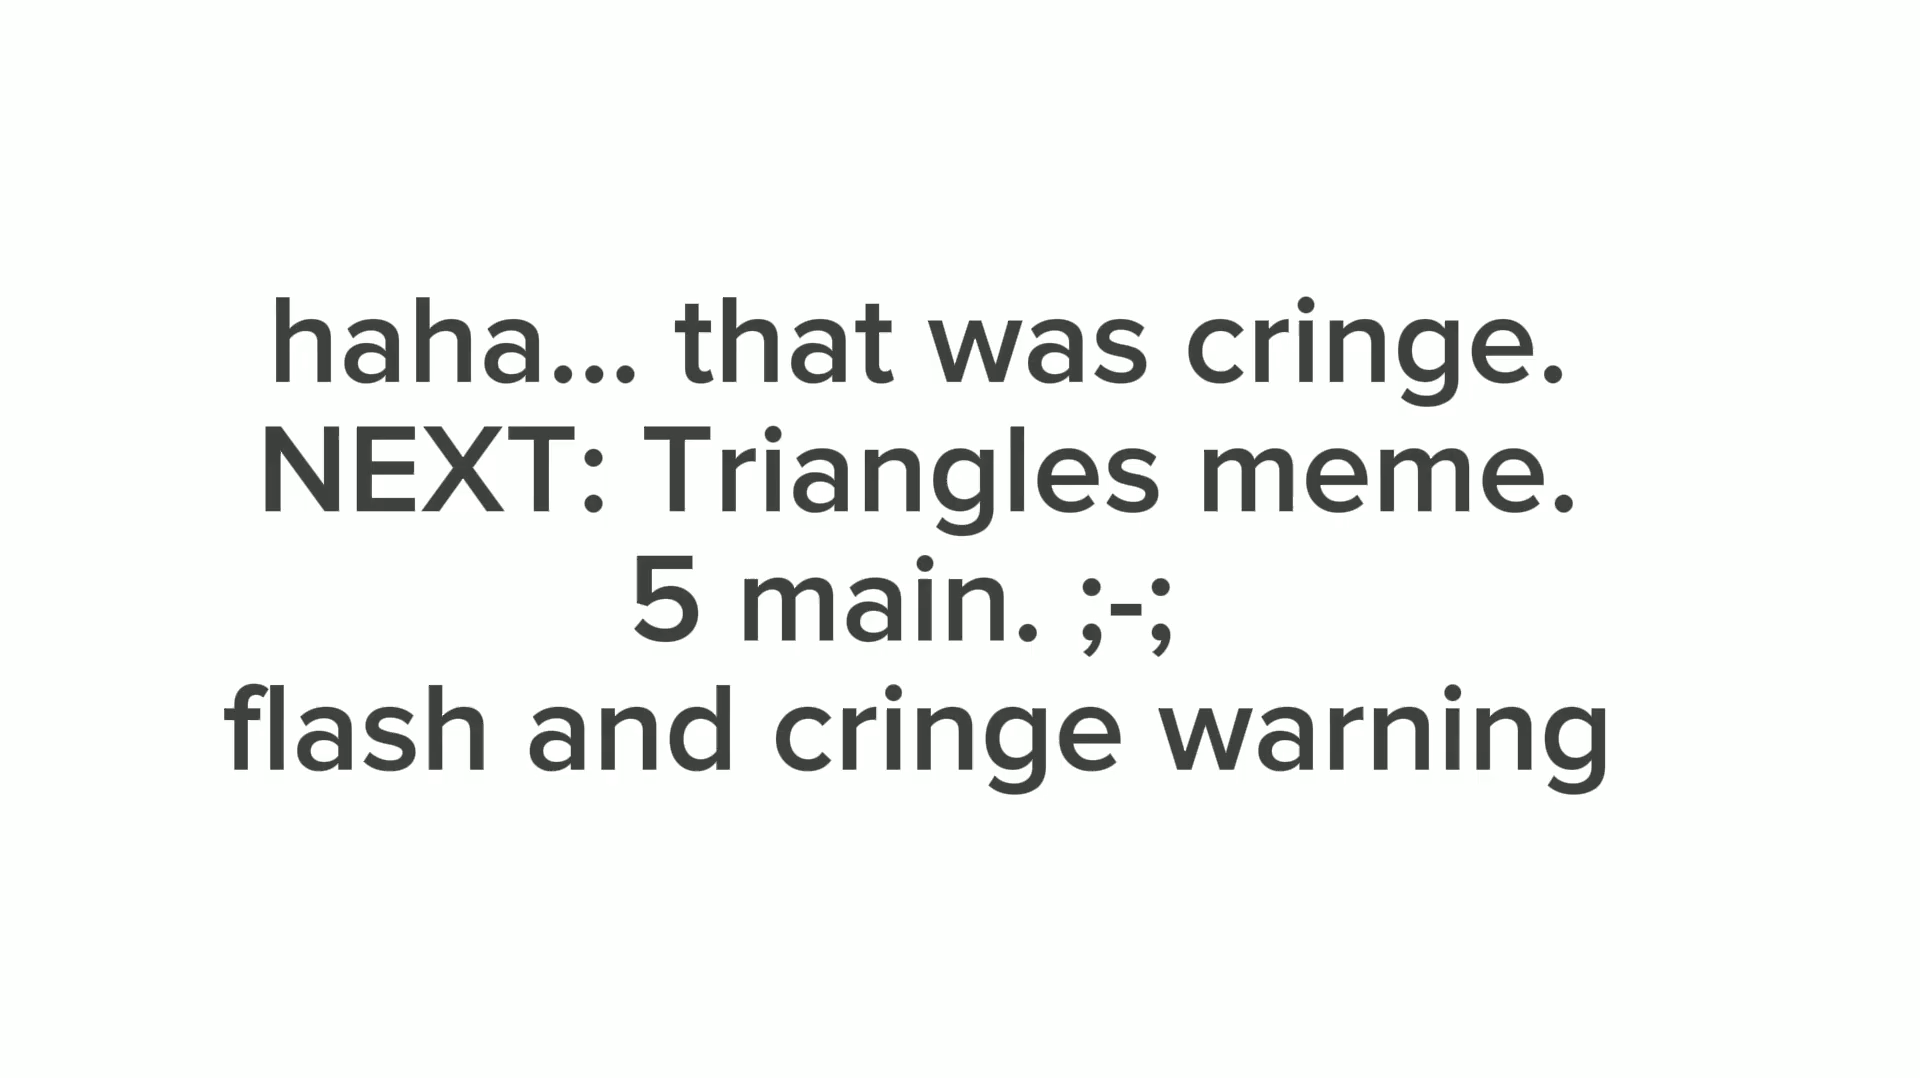 haha... that was cringe.
NEXT: Triangles meme.
5 main. ;-;
flash and cringe warning